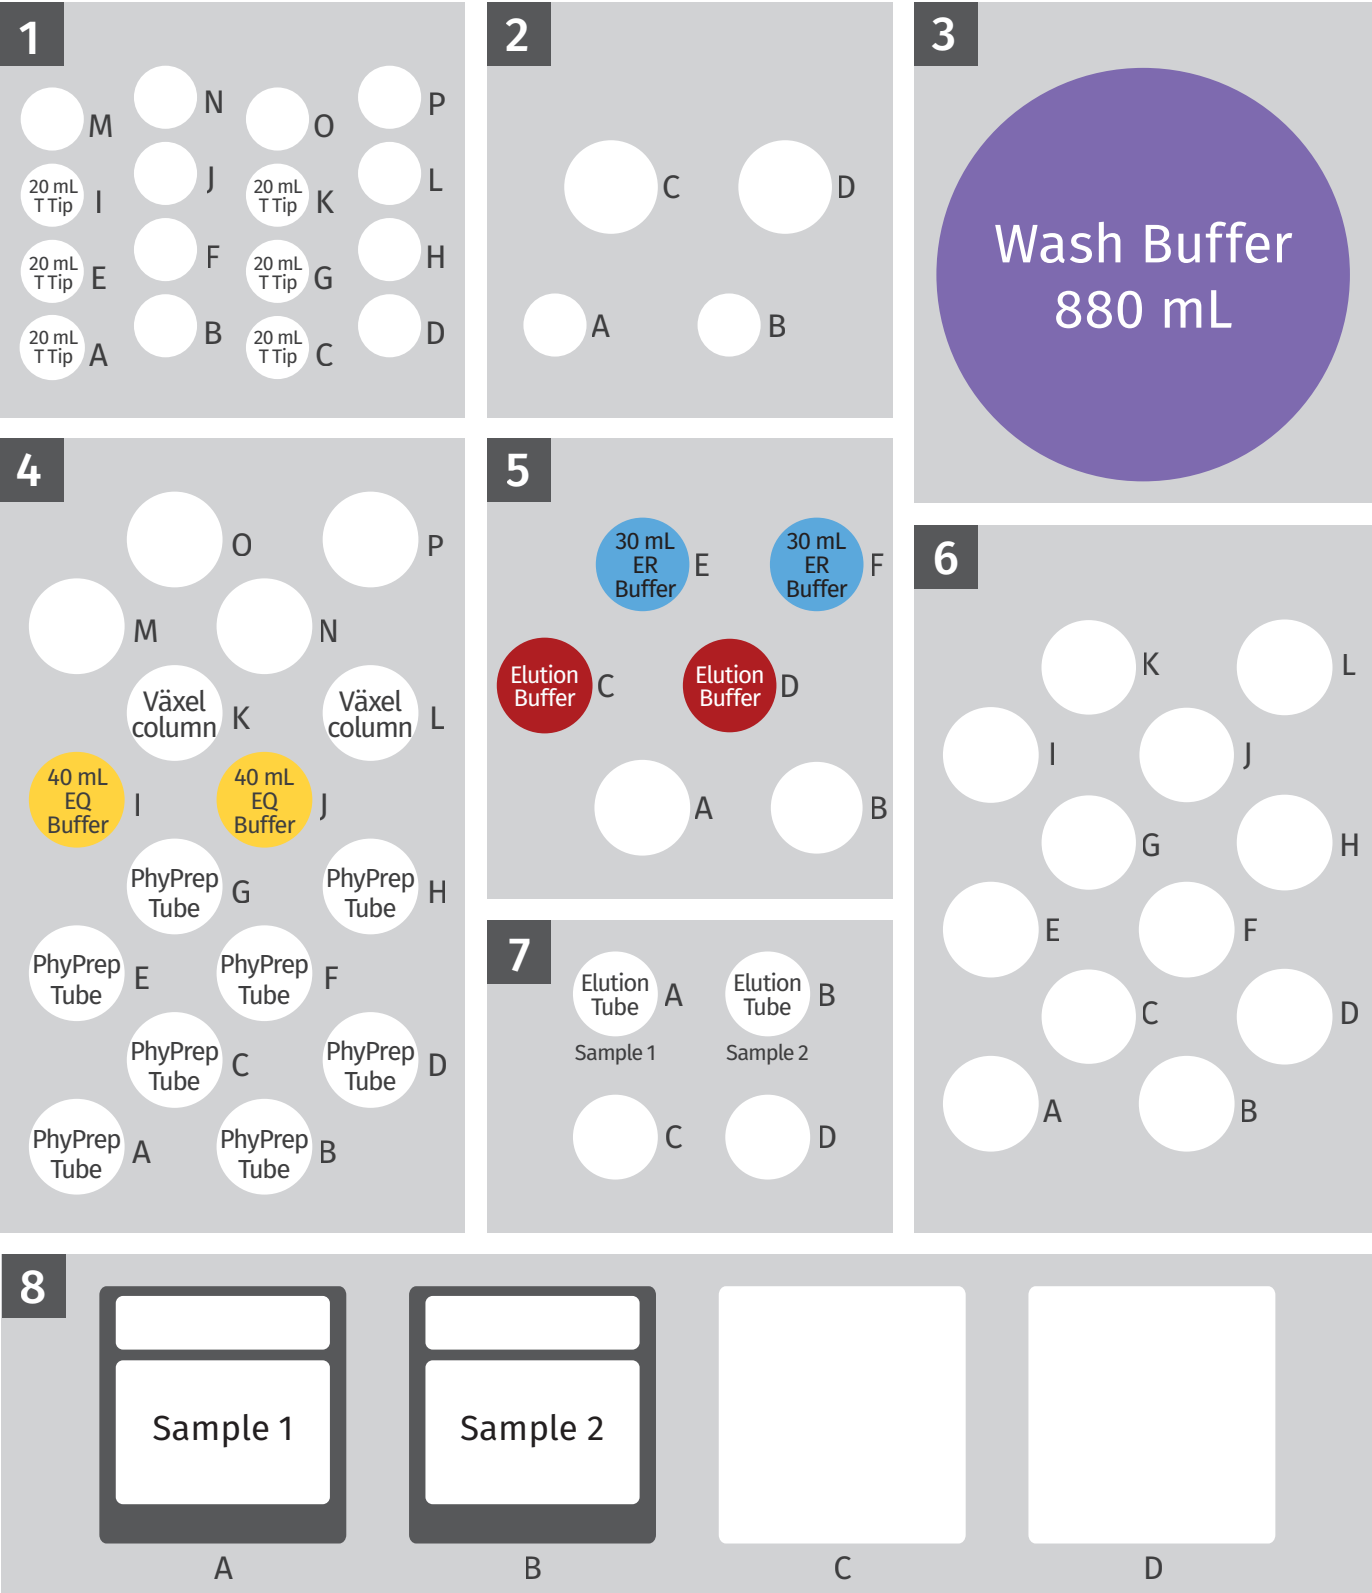 1
N
P
M
O
J
L
20 mL
T Tip
I
20 mL
T Tip
K
F
H
20 mL
T Tip
E
20 mL
T Tip
G
B
D
20 mL
T Tip
A
20 mL
T Tip
C
2
C
D
A
B
3
Wash Buffer
880 mL
4
O
P
M
N
Växel
column
K
Växel
column
L
40 mL
EQ
Buffer
I
40 mL
EQ
Buffer
J
PhyPrep
Tube
G
PhyPrep
Tube
H
PhyPrep
Tube
E
PhyPrep
Tube
F
PhyPrep
Tube
C
PhyPrep
Tube
D
PhyPrep
Tube
A
PhyPrep
Tube
B
5
30 mL
ER
Buffer
E
30 mL
ER
Buffer
F
Elution
Buffer
C
Elution
Buffer
D
A
B
6
K
L
I
J
G
H
E
F
C
D
A
B
7
Elution
Tube
A
Elution
Tube
B
Sample 1
Sample 2
C
D
8
Sample 1
Sample 2
A
B
C
D